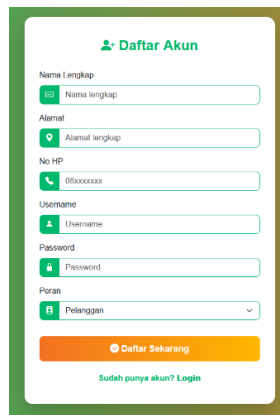 Daftar Akun
Nama Lengkap
Nama lengkap
Alamat
Alamat lengkap
No HP
08xxxxxxx
Username
Username
Password
Password
Peran
Pelanggan
Daftar Sekarang
Sudah punya akun? Login